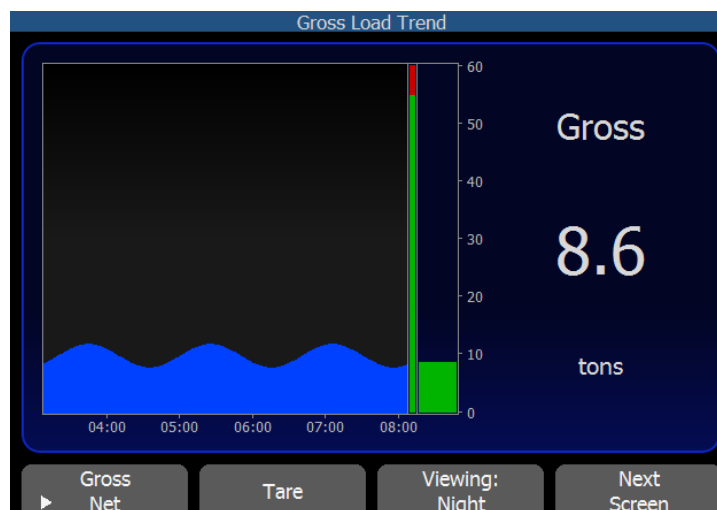 Gross Load Trend
60
50
40
30
20
10
0
04:00 05:00 06:00 07:00 08:00
Gross
8.6
tons
Gross
Net
Tare
Viewing:
Night
Next
Screen